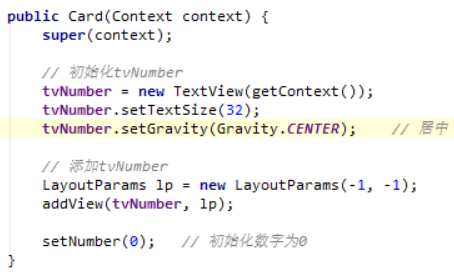 public Card(Context context) {
super(context);
// 初始化tvNumber
tvNumber = new TextView(getContext());
tvNumber.setTextSize(32);
tvNumber.setGravity(Gravity.CENTER);    // 居中
// 添加tvNumber
LayoutParams lp = new LayoutParams(-1, -1);
addView(tvNumber, lp);
setNumber(0);   // 初始化数字为0
}